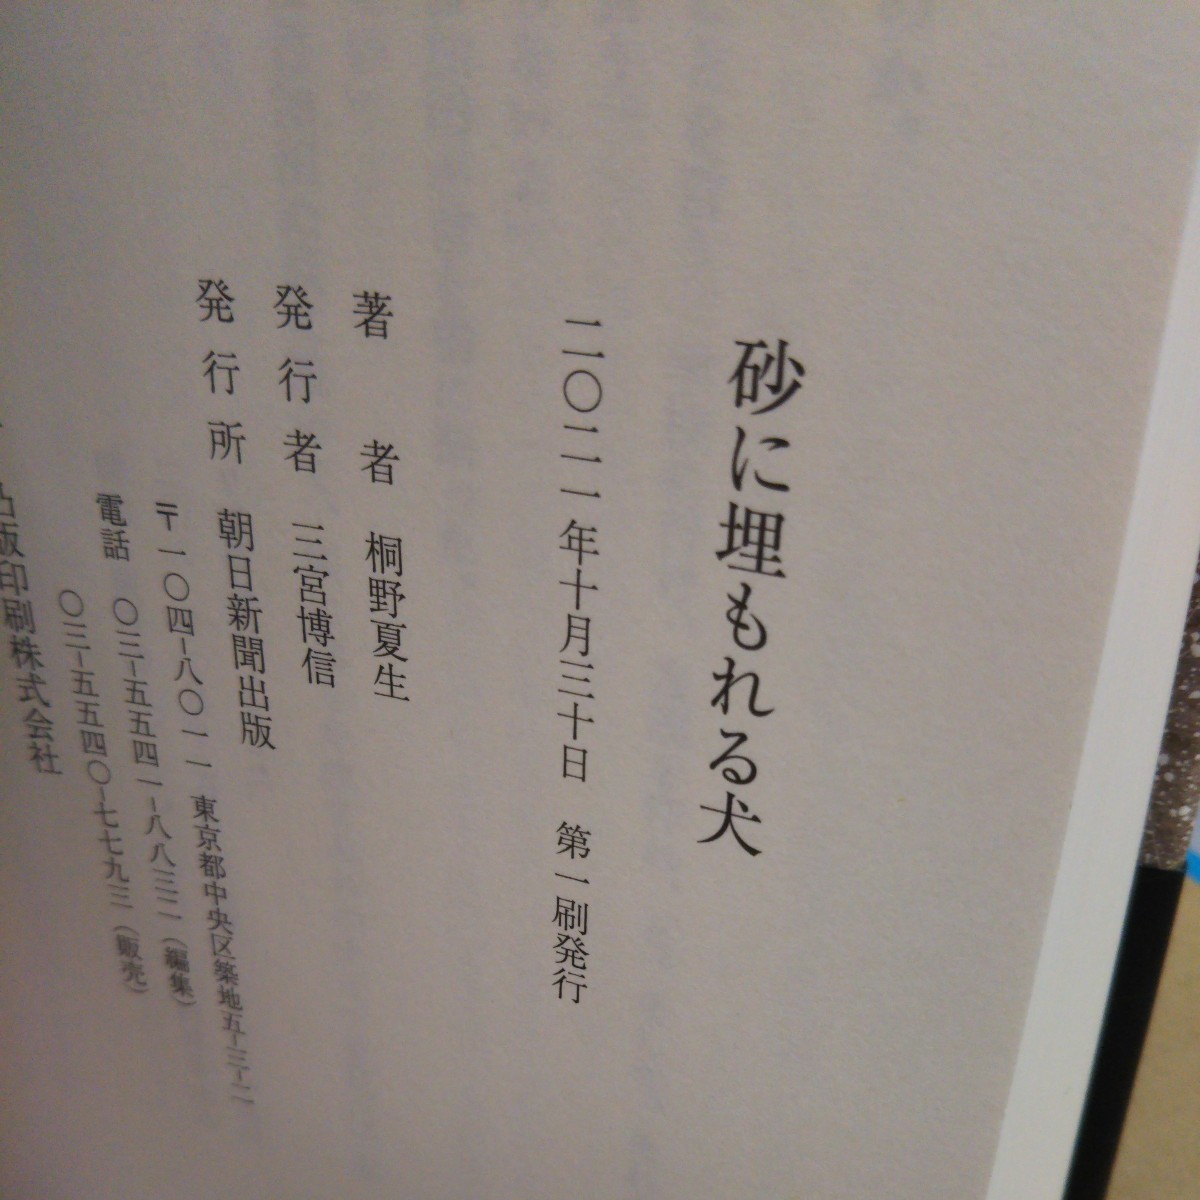 砂に埋もれる犬
二〇二一年十月三十日　第一刷発行
著者　桐野夏生
発行者　三宮博信
発行所　朝日新聞出版
〒一〇四-八〇一一　東京都中央区築地五-三-二
電話　〇三-五五四一-八八三二（編集）
〇三-五五四〇-七七九三（販売）
凸版印刷株式会社